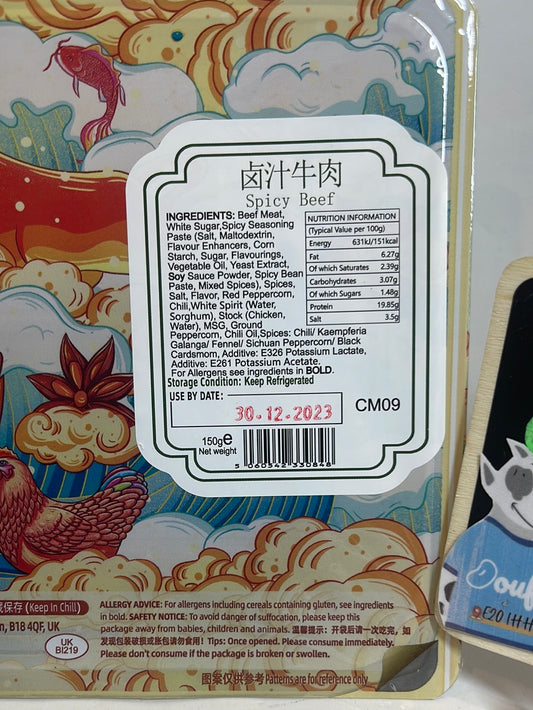 卤汁牛肉
Spicy Beef
INGREDIENTS: Beef Meat,
White Sugar,Spicy Seasoning
Paste (Salt, Maltodextrin,
Flavour Enhancers, Corn
Starch, Sugar, Flavourings,
Vegetable Oil, Yeast Extract,
Soy Sauce Powder, Spicy Bean
Paste, Mixed Spices), Spices,
Salt, Flavor, Red Peppercorn,
Chili,White Spirit (Water,
Sorghum), Stock (Chicken,
Water), MSG, Ground
Peppercorn, Chili Oil,Spices: Chili/ Kaempferia
Galanga/ Fennel/ Sichuan Peppercorn/ Black
Cardsmom, Additive: E326 Potassium Lactate,
Additive: E261 Potassium Acetate.
For Allergens see ingredients in BOLD.
Storage Condition: Keep Refrigerated
NUTRITION INFORMATION
(Typical Value per 100g)
Energy 631kJ/151kcal
Fat 6.27g
Of which Saturates 2.39g
Carbohydrates 3.07g
Of which Sugars 1.48g
Protein 19.85g
Salt 3.5g
USE BY DATE:
30.12.2023
CM09
150g e
Net weight
5 060542 330848
保存 (Keep in Chill)
n, B18 4QF, UK
UK
BI219
ALLERGY ADVICE: For allergens including cereals containing gluten, see ingredients
in bold. SAFETY NOTICE: To avoid danger of suffocation, please keep this
package away from babies, children and animals. 温馨提示：开袋后请一次吃完，如
发现包装破损或胀包请勿食用！Tips: Once opened. Please consume immediately.
Please don't consume if the package is broken or swollen.
图案仅供参考 Patterns are for reference only